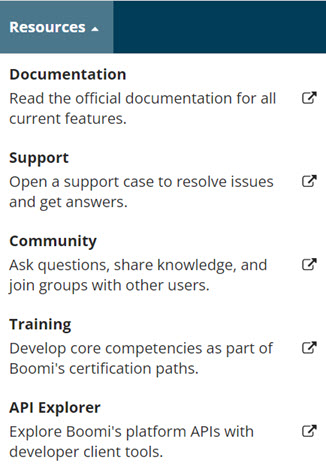 Resources
Documentation
Read the official documentation for all
current features.
Support
Open a support case to resolve issues
and get answers.
Community
Ask questions, share knowledge, and
join groups with other users.
Training
Develop core competencies as part of
Boomi's certification paths.
API Explorer
Explore Boomi's platform APIs with
developer client tools.